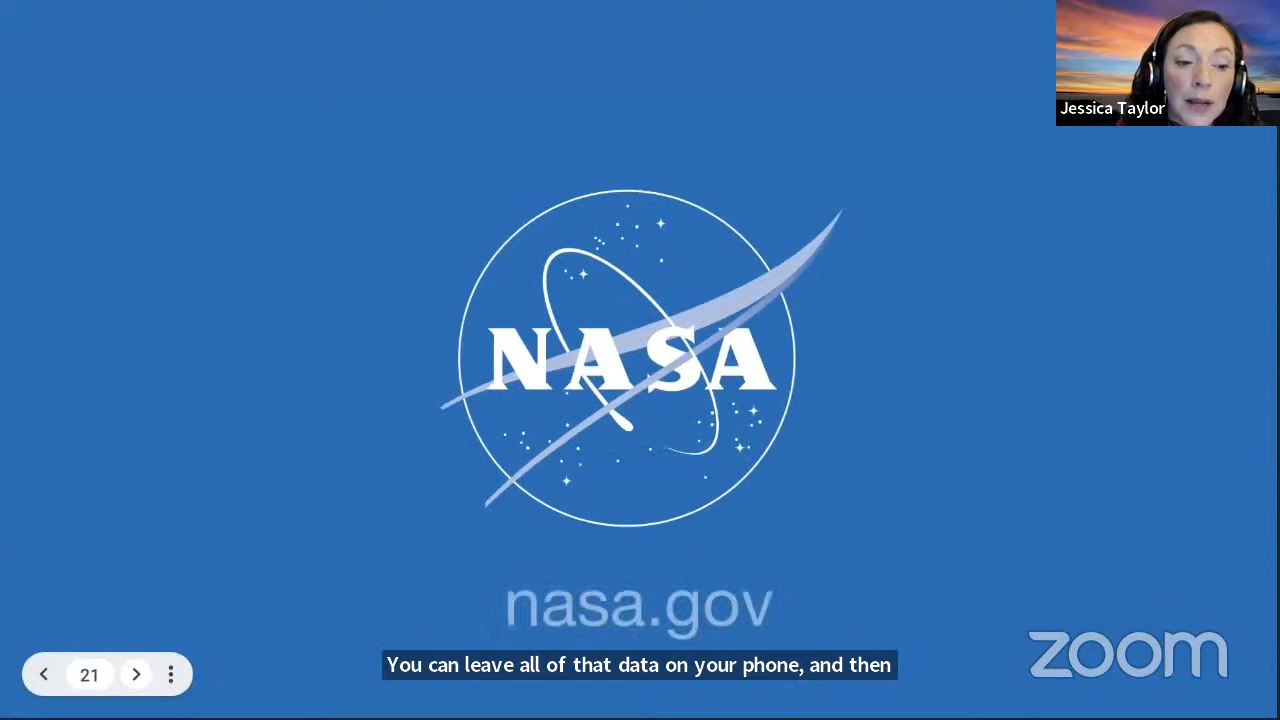 Jessica Taylor
NASA
nasa.gov
You can leave all of that data on your phone, and then
21
zoom